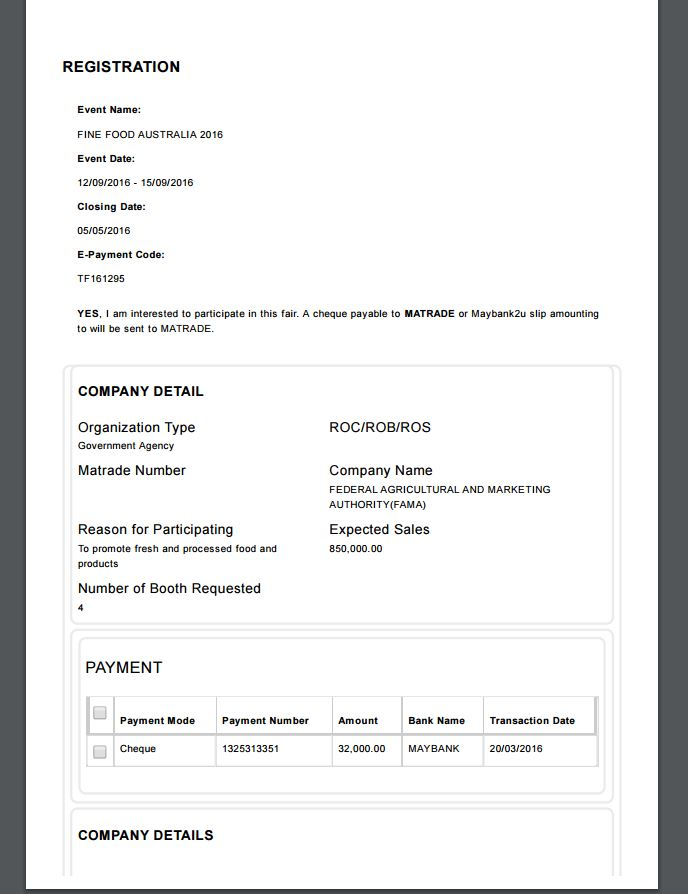 REGISTRATION
Event Name:
FINE FOOD AUSTRALIA 2016
Event Date:
12/09/2016 - 15/09/2016
Closing Date:
05/05/2016
E-Payment Code:
TF161295
YES, I am interested to participate in this fair. A cheque payable to MATRADE or Maybank2u slip amounting
to will be sent to MATRADE.
COMPANY DETAIL
Organization Type
Government Agency
ROC/ROB/ROS
Matrade Number
Company Name
FEDERAL AGRICULTURAL AND MARKETING
AUTHORITY(FAMA)
Reason for Participating
To promote fresh and processed food and
products
Expected Sales
850,000.00
Number of Booth Requested
4
PAYMENT
Payment Mode Payment Number Amount Bank Name Transaction Date
Cheque 1325313351 32,000.00 MAYBANK 20/03/2016
COMPANY DETAILS